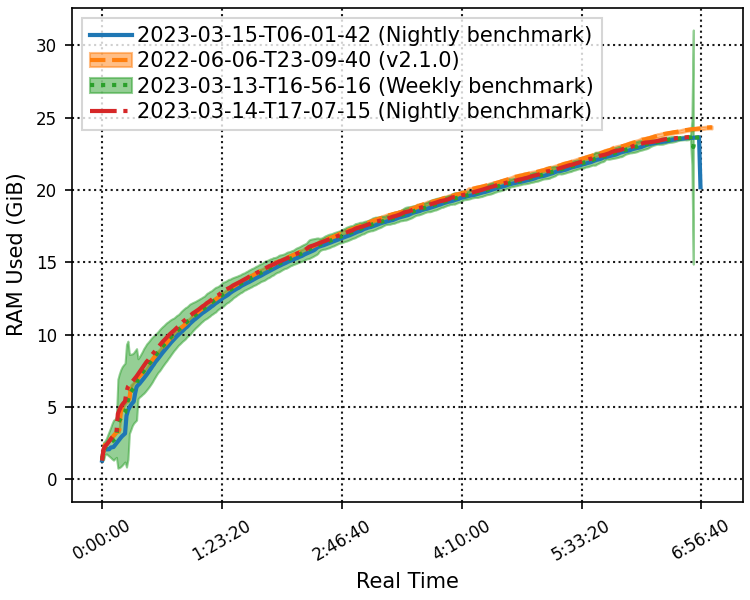 2023-03-15-T06-01-42 (Nightly benchmark)
2022-06-06-T23-09-40 (v2.1.0)
2023-03-13-T16-56-16 (Weekly benchmark)
2023-03-14-T17-07-15 (Nightly benchmark)
RAM Used (GiB)
30
25
20
15
10
5
0
0:00:00
1:23:20
2:46:40
4:10:00
5:33:20
6:56:40
Real Time